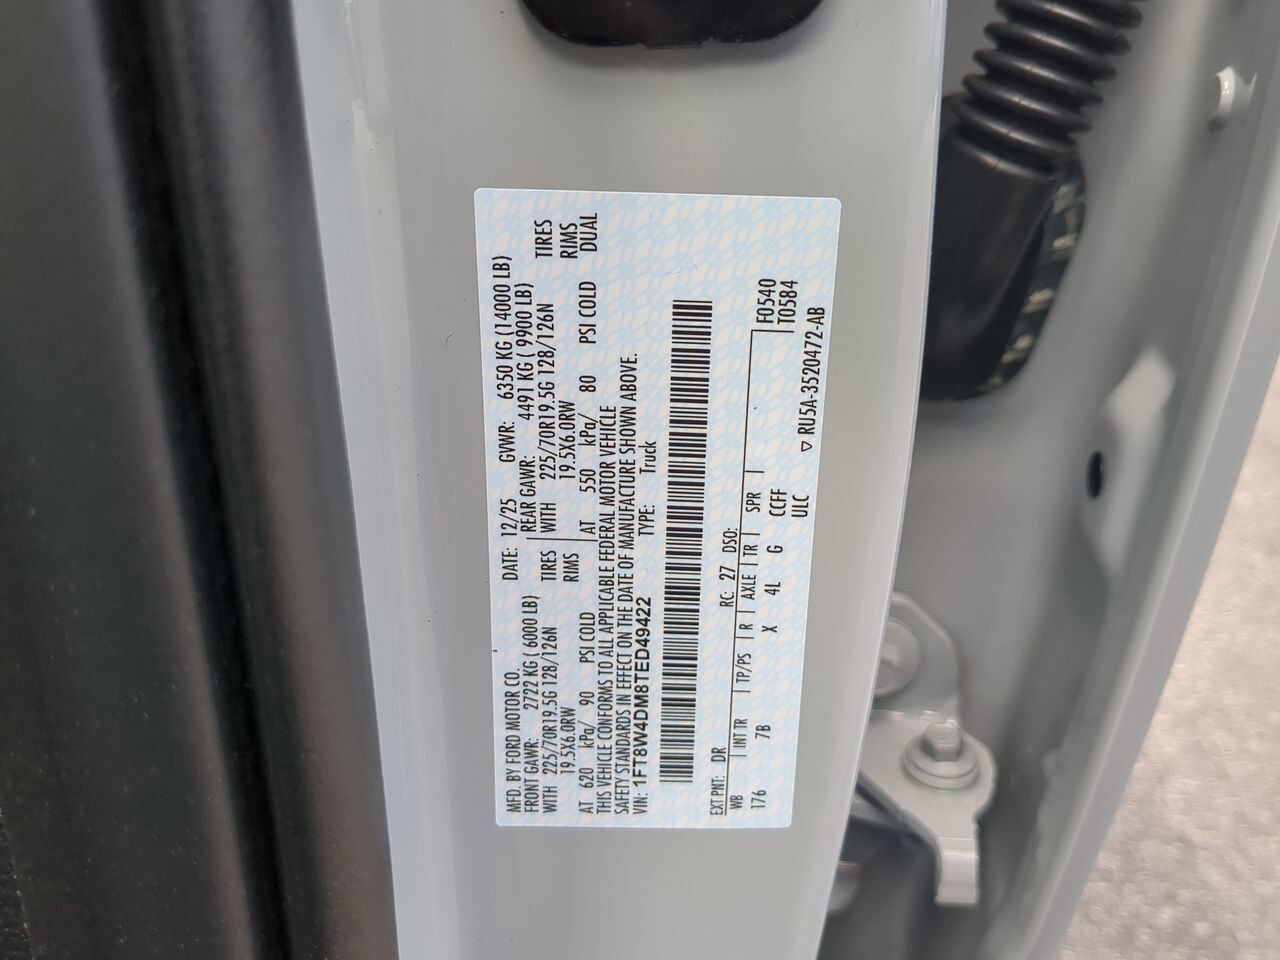 MFD. BY FORD MOTOR CO. DATE: 12/25 GVWR: 6350 KG (14000 LB)
FRONT GAWR: 2722 KG ( 6000 LB) REAR GAWR: 4491 KG ( 9900 LB)
WITH 225/70R19.5G 128/126N TIRES WITH 225/70R19.5G 128/126N TIRES
19.5X6.0RW RIMS 19.5X6.0RW RIMS
AT 620 kPa/ 90 PSI COLD AT 550 kPa/ 80 PSI COLD DUAL
THIS VEHICLE CONFORMS TO ALL APPLICABLE FEDERAL MOTOR VEHICLE
SAFETY STANDARDS IN EFFECT ON THE DATE OF MANUFACTURE SHOWN ABOVE.
VIN: 1FT8W4DM8TED49422 TYPE: Truck
EXT PNT: DR RC: 27 DSO:
WB INT TR TP/PS R AXLE TR SPR F0540
176 7B X 4L G CCFF T0584
ULC RU5A-3520472-AB